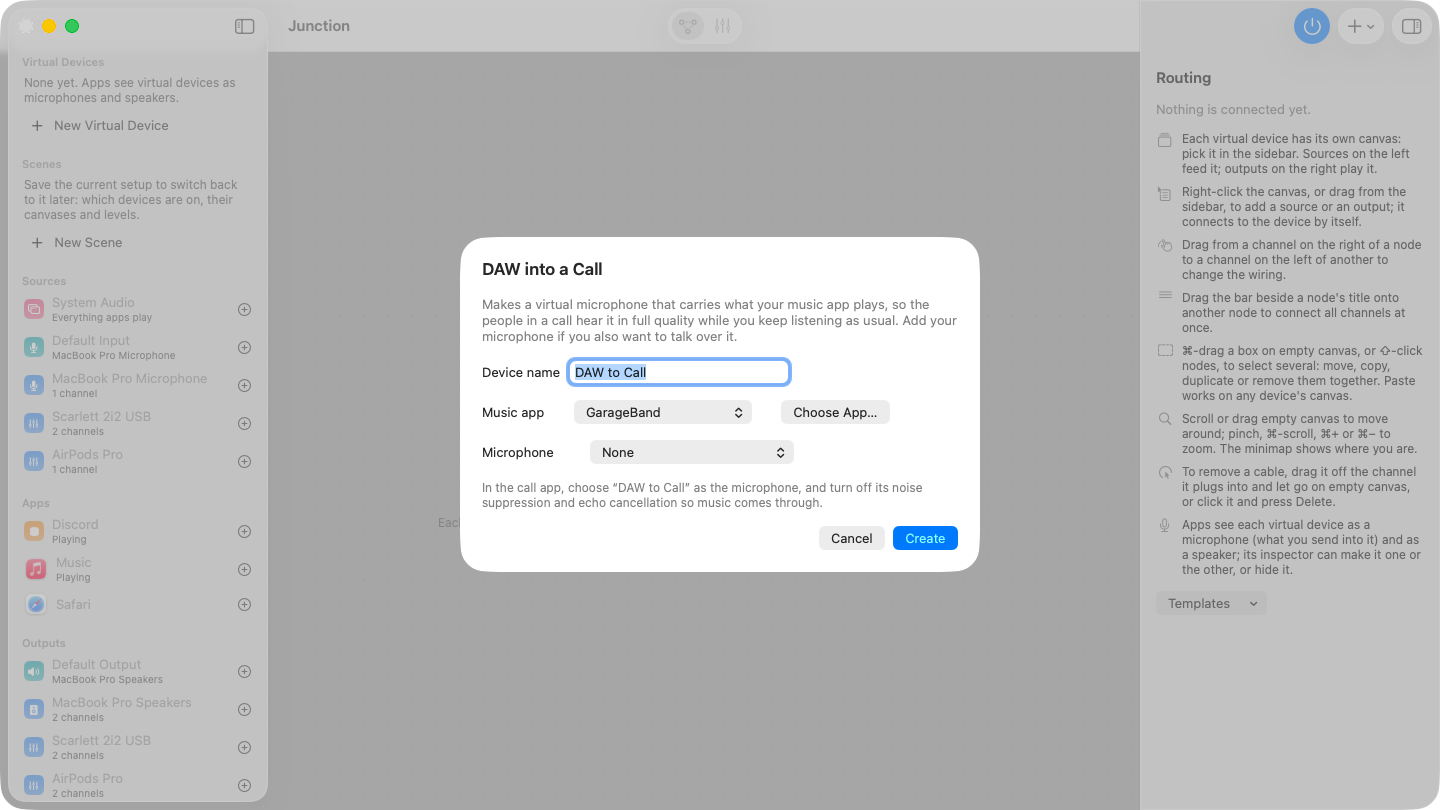 Junction
Virtual Devices
None yet. Apps see virtual devices as
microphones and speakers.
New Virtual Device
Scenes
Save the current setup to switch back
to it later: which devices are on, their
canvases and levels.
New Scene
Sources
System Audio
Everything apps play
Default Input
MacBook Pro Microphone
MacBook Pro Microphone
1 channel
Scarlett 2i2 USB
2 channels
AirPods Pro
1 channel
Apps
Discord
Playing
Music
Playing
Safari
Outputs
Default Output
MacBook Pro Speakers
MacBook Pro Speakers
2 channels
Scarlett 2i2 USB
2 channels
AirPods Pro
2 channels
Each
DAW into a Call
Makes a virtual microphone that carries what your music app plays, so the
people in a call hear it in full quality while you keep listening as usual. Add your
microphone if you also want to talk over it.
Device name DAW to Call
Music app GarageBand Choose App...
Microphone None
In the call app, choose “DAW to Call” as the microphone, and turn off its noise
suppression and echo cancellation so music comes through.
Cancel Create
Routing
Nothing is connected yet.
Each virtual device has its own canvas:
pick it in the sidebar. Sources on the left
feed it; outputs on the right play it.
Right-click the canvas, or drag from the
sidebar, to add a source or an output; it
connects to the device by itself.
Drag from a channel on the right of a node
to a channel on the left of another to
change the wiring.
Drag the bar beside a node's title onto
another node to connect all channels at
once.
⌘-drag a box on empty canvas, or ⇧-click
nodes, to select several: move, copy,
duplicate or remove them together. Paste
works on any device's canvas.
Scroll or drag empty canvas to move
around; pinch, ⌘-scroll, ⌘+ or ⌘− to
zoom. The minimap shows where you are.
To remove a cable, drag it off the channel
it plugs into and let go on empty canvas,
or click it and press Delete.
Apps see each virtual device as a
microphone (what you send into it) and as
a speaker; its inspector can make it one or
the other, or hide it.
Templates